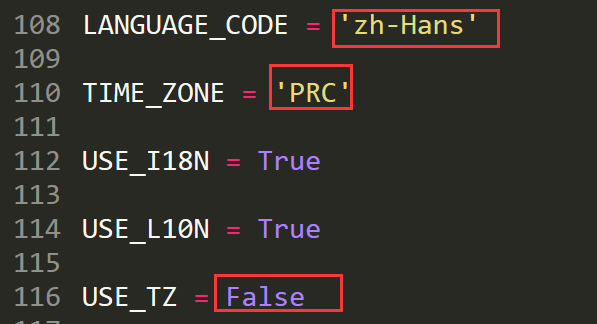 108 LANGUAGE_CODE = 'zh-Hans'
109
110 TIME_ZONE = 'PRC'
111
112 USE_I18N = True
113
114 USE_L10N = True
115
116 USE_TZ = False
117